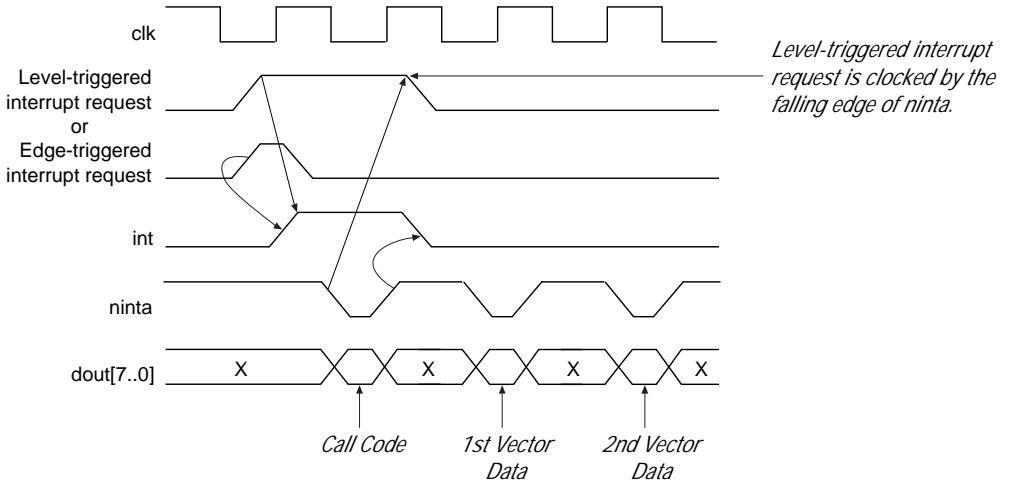 clk
Level-triggered
interrupt request
or
Edge-triggered
interrupt request
Level-triggered interrupt
request is clocked by the
falling edge of ninta.
int
ninta
dout[7..0]
X
X
X
X
Call Code
1st Vector
Data
2nd Vector
Data